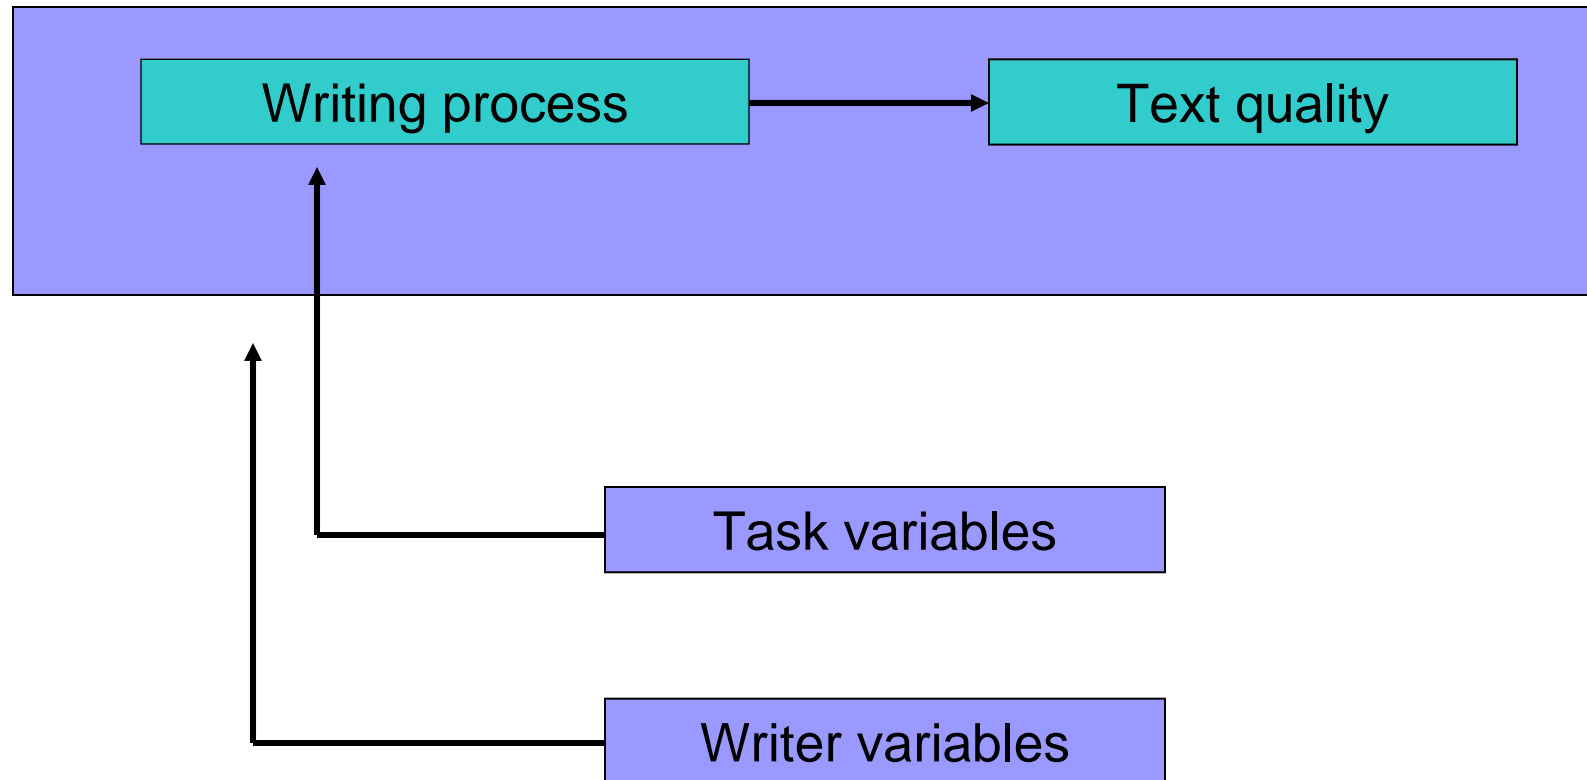 Writing process
Text quality
Task variables
Writer variables